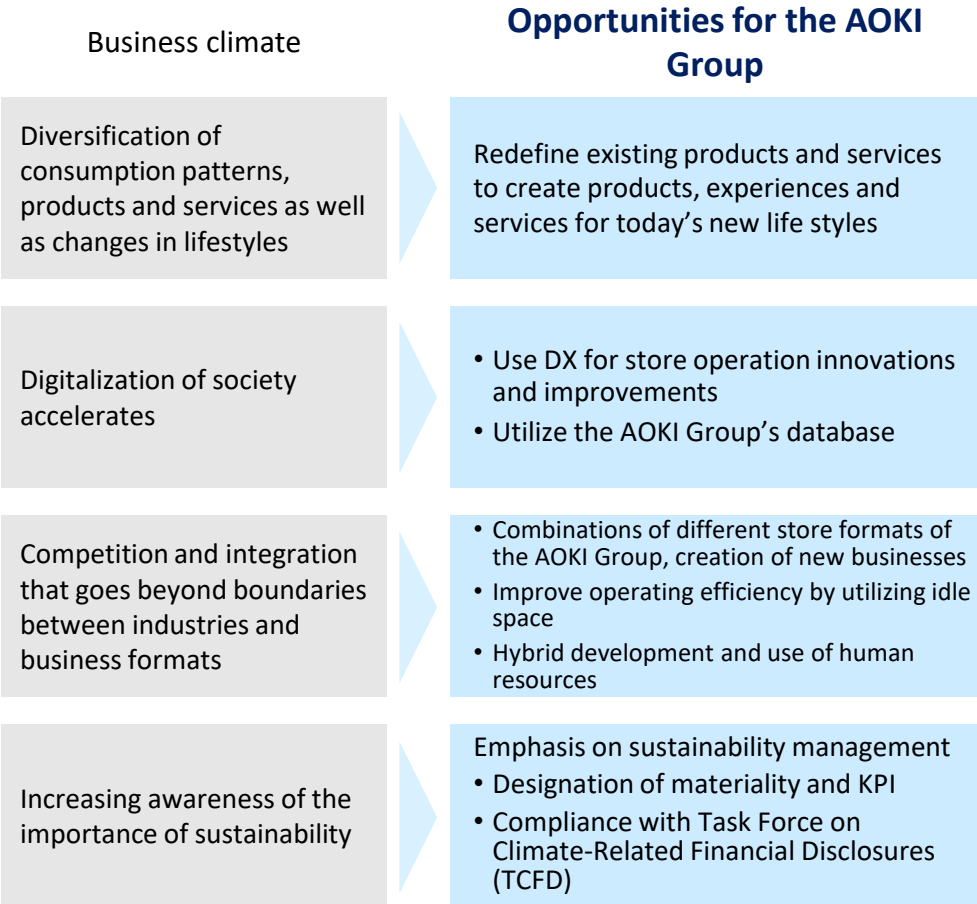 Business climate
Opportunities for the AOKI
Group
Diversification of
consumption patterns,
products and services as well
as changes in lifestyles
Redefine existing products and services
to create products, experiences and
services for today’s new life styles
Digitalization of society
accelerates
• Use DX for store operation innovations
and improvements
• Utilize the AOKI Group’s database
Competition and integration
that goes beyond boundaries
between industries and
business formats
• Combinations of different store formats of
the AOKI Group, creation of new businesses
• Improve operating efficiency by utilizing idle
space
• Hybrid development and use of human
resources
Increasing awareness of the
importance of sustainability
Emphasis on sustainability management
• Designation of materiality and KPI
• Compliance with Task Force on
Climate-Related Financial Disclosures
(TCFD)